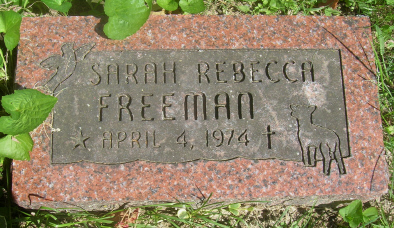 SARAH REBECCA
FREEMAN
★ APRIL 4, 1974 ✝